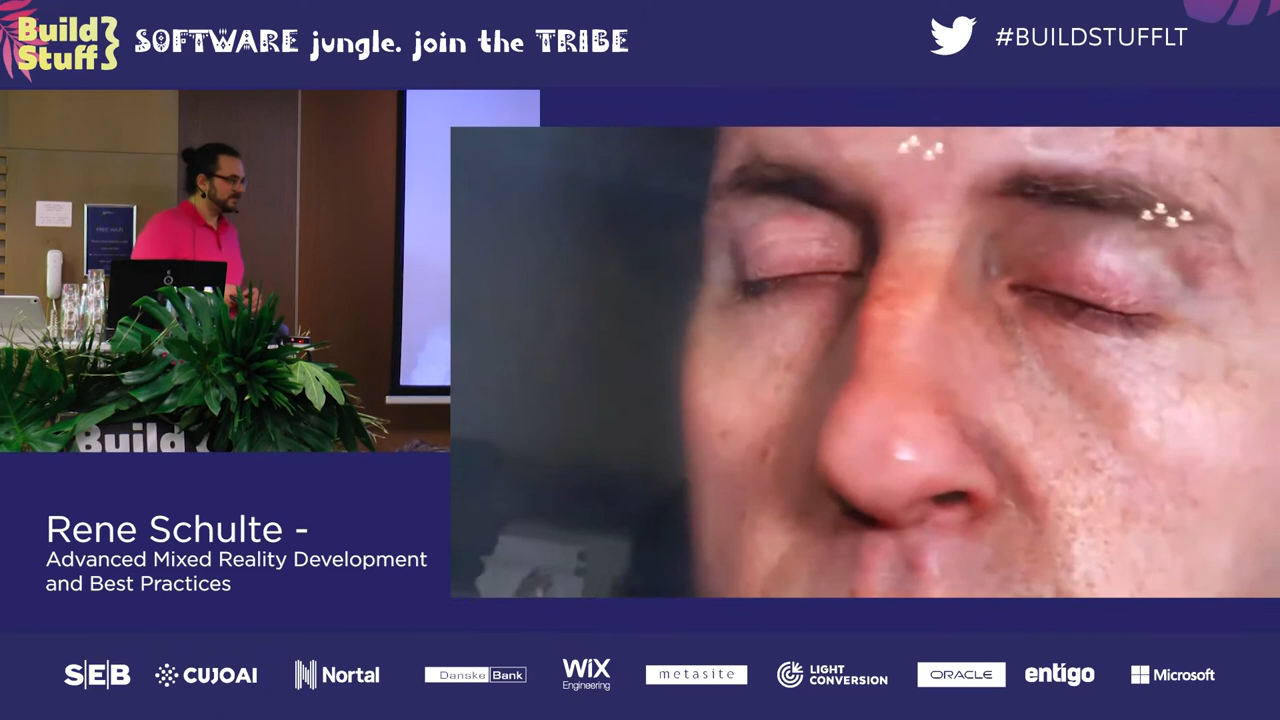 Build
Stuff
SOFTWARE jungle. join the TRIBE
#BUILDSTUFFLT
Build
Rene Schulte -
Advanced Mixed Reality Development
and Best Practices
S|E|B
CUJOAI
Nortal
Danske Bank
WiX
Engineering
metasite
LIGHT
CONVERSION
ORACLE
entigo
Microsoft